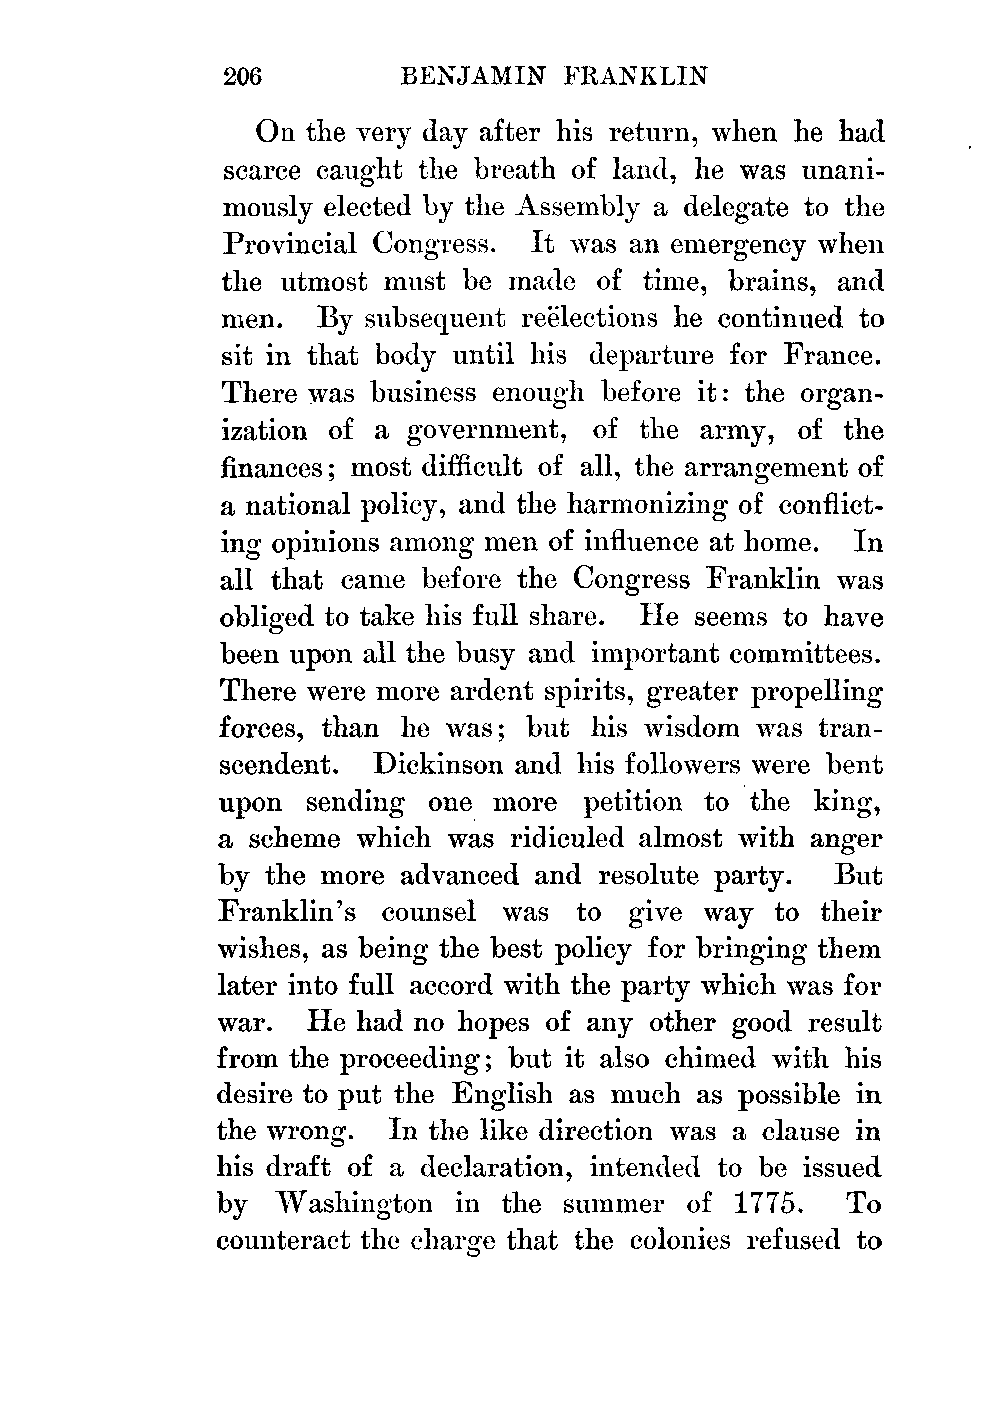 206 BENJAMIN FRANKLIN
On the very day after his return, when he had
scarce caught the breath of land, he was unani-
mously elected by the Assembly a delegate to the
Provincial Congress. It was an emergency when
the utmost must be made of time, brains, and
men. By subsequent reëlections he continued to
sit in that body until his departure for France.
There was business enough before it: the organ-
ization of a government, of the army, of the
finances; most difficult of all, the arrangement of
a national policy, and the harmonizing of conflict-
ing opinions among men of influence at home. In
all that came before the Congress Franklin was
obliged to take his full share. He seems to have
been upon all the busy and important committees.
There were more ardent spirits, greater propelling
forces, than he was; but his wisdom was tran-
scendent. Dickinson and his followers were bent
upon sending one more petition to the king,
a scheme which was ridiculed almost with anger
by the more advanced and resolute party. But
Franklin's counsel was to give way to their
wishes, as being the best policy for bringing them
later into full accord with the party which was for
war. He had no hopes of any other good result
from the proceeding; but it also chimed with his
desire to put the English as much as possible in
the wrong. In the like direction was a clause in
his draft of a declaration, intended to be issued
by Washington in the summer of 1775. To
counteract the charge that the colonies refused to